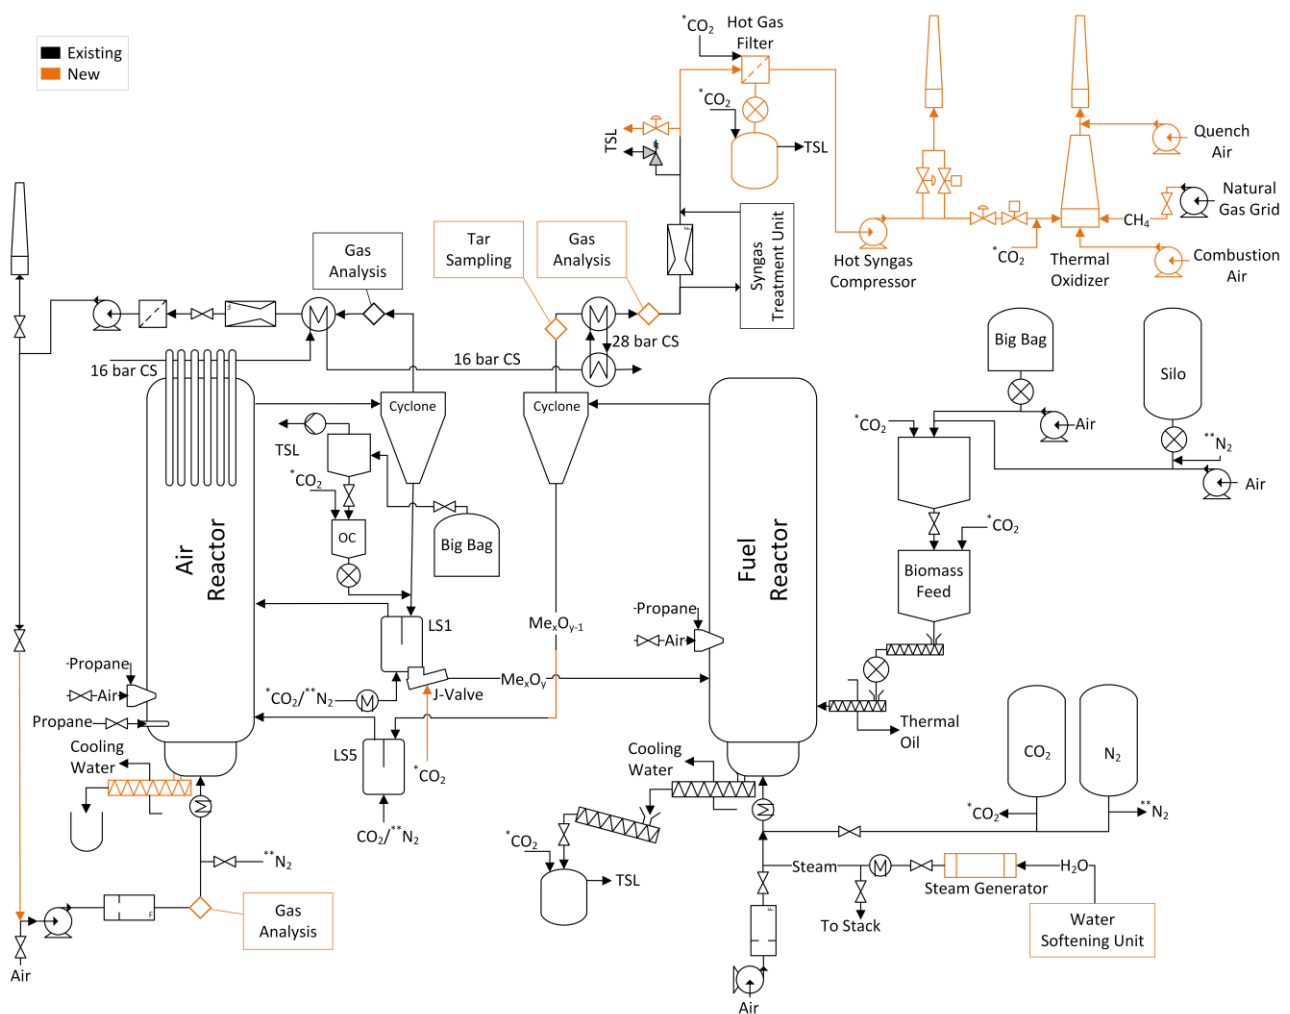 Existing
New
*CO2
Hot Gas
Filter
*CO2
TSL
TSL
Quench
Air
Natural
Gas Grid
CH4
*CO2
Hot Syngas
Compressor
Thermal
Oxidizer
Combustion
Air
Syngas
Treatment Unit
F
Gas
Analysis
Tar
Sampling
Gas
Analysis
F
16 bar CS
16 bar CS
28 bar CS
Big Bag
Silo
Cyclone
Cyclone
*CO2
Air
**N2
Air
TSL
*CO2
OC
Big Bag
Air
Reactor
Fuel
Reactor
*CO2
Biomass
Feed
LS1
MexOy-1
-Propane
Air
-Propane
Air
Propane
*CO2/**N2
J-Valve
MexOy
Thermal
Oil
Cooling
Water
LS5
*CO2
CO2/**N2
Cooling
Water
CO2
N2
*CO2
**N2
*CO2
TSL
**N2
Steam
Steam Generator
H2O
To Stack
Water
Softening Unit
F
Gas
Analysis
F
Air
Air